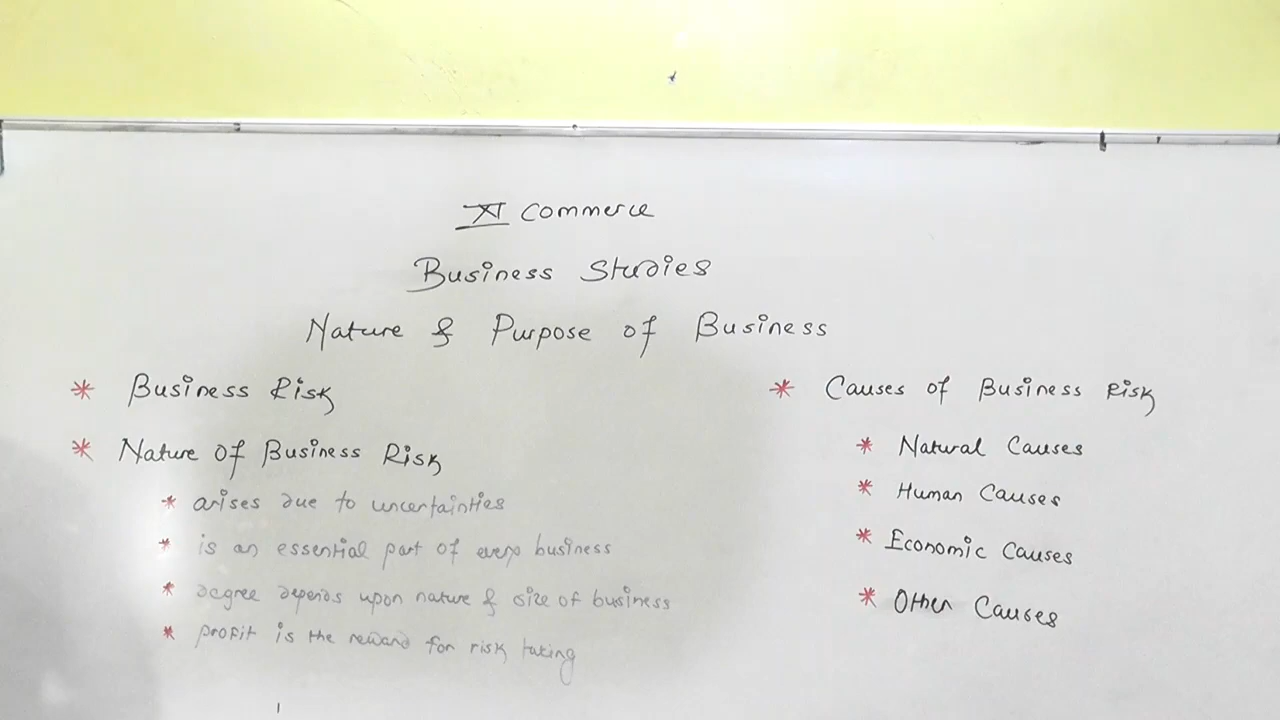 XI Commerce
Business Studies
Nature & Purpose of Business
* Business Risk
* Nature Of Business Risk
* arises due to uncertainties
* is an essential part of every business
* degree depends upon nature & size of business
* profit is the reward for risk taking
* Causes of Business Risk
* Natural Causes
* Human Causes
* Economic Causes
* Other Causes